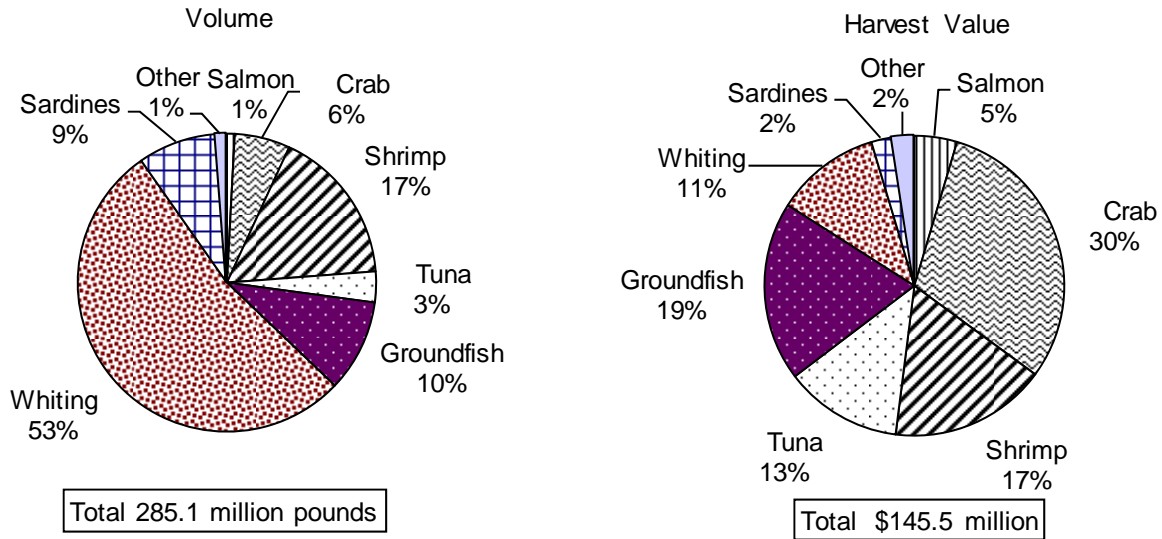 Volume
Other
1%
Salmon
1%
Crab
6%
Sardines
9%
Shrimp
17%
Tuna
3%
Groundfish
10%
Whiting
53%
Total 285.1 million pounds
Harvest Value
Other
2%
Salmon
5%
Sardines
2%
Whiting
11%
Crab
30%
Groundfish
19%
Tuna
13%
Shrimp
17%
Total $145.5 million